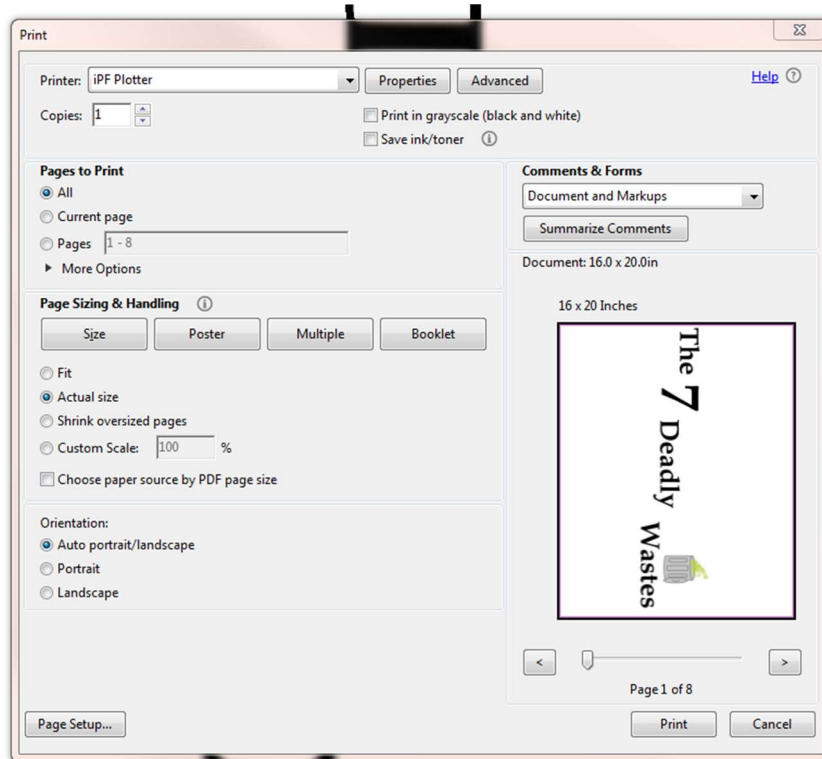 Print
Printer: iPF Plotter Properties Advanced Help
Copies: 1 Print in grayscale (black and white)
Save ink/toner
Pages to Print
All
Current page
Pages 1 - 8
More Options
Page Sizing & Handling
Size Poster Multiple Booklet
Fit
Actual size
Shrink oversized pages
Custom Scale: 100 %
Choose paper source by PDF page size
Orientation:
Auto portrait/landscape
Portrait
Landscape
Comments & Forms
Document and Markups
Summarize Comments
Document: 16.0 x 20.0in
16 x 20 Inches
The 7 Deadly Wastes
< >
Page 1 of 8
Page Setup... Print Cancel